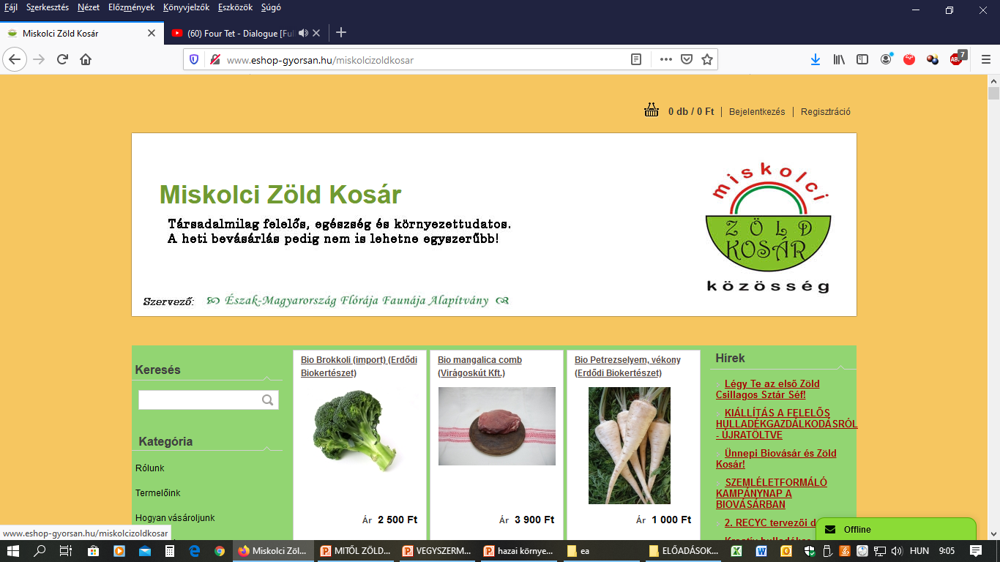 Fájl Szerkesztés Nézet Előzmények Könyvjelzők Eszközök Súgó
Miskolci Zöld Kosár
(60) Four Tet - Dialogue [Ful
www.eshop-gyorsan.hu/miskolcizoldkosar
ABP
7
0 db / 0 Ft | Bejelentkezés | Regisztráció
Miskolci Zöld Kosár
Társadalmilag felelős, egészség és környezettudatos.
A heti bevásárlás pedig nem is lehetne egyszerűbb!
Szervező: Észak-Magyarország Flórája Faunája Alapítvány
miskolci
ZÖLD
KOSÁR
közösség
Keresés
Kategória
Rólunk
Termelőink
Hogyan vásároljunk
Bio Brokkoli (import) (Erdődi
Biokertészet)
Ár 2 500 Ft
Bio mangalica comb
(Virágoskút Kft.)
Ár 3 900 Ft
Bio Petrezselyem, vékony
(Erdődi Biokertészet)
Ár 1 000 Ft
Hírek
Légy Te az első Zöld
Csillagos Sztár Séf!
KIÁLLÍTÁS A FELELŐS
HULLADÉKGAZDÁLKODÁSRÓL
- ÚJRATÖLTVE
Ünnepi Biovásár és Zöld
Kosár!
SZEMLÉLETFORMÁLÓ
KAMPÁNYNAP A
BIOVÁSÁRBAN
2. RECYC tervezői d
Offline
www.eshop-gyorsan.hu/miskolcizoldkosar
Miskolci Zöl...
MITŐL ZÖLD...
VEGYSZERM...
hazai környe...
ea
ELŐADÁSOK...
HUN
9:05